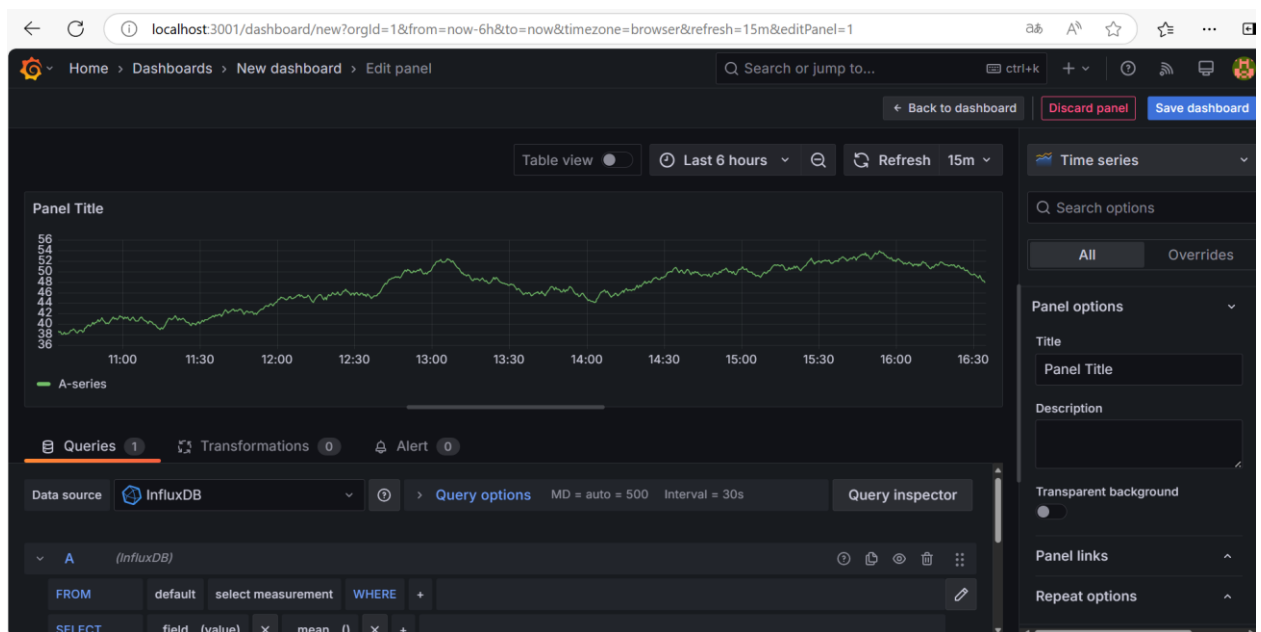 localhost:3001/dashboard/new?orgId=1&from=now-6h&to=now&timezone=browser&refresh=15m&editPanel=1
Home > Dashboards > New dashboard > Edit panel
Search or jump to...
ctrl+k
Back to dashboard
Discard panel
Save dashboard
Table view
Last 6 hours
Refresh
15m
Time series
Panel Title
56
54
52
50
48
46
44
42
40
38
36
11:00 11:30 12:00 12:30 13:00 13:30 14:00 14:30 15:00 15:30 16:00 16:30
A-series
Search options
All
Overrides
Panel options
Title
Panel Title
Description
Transparent background
Panel links
Repeat options
Queries 1
Transformations 0
Alert 0
Data source
InfluxDB
Query options
MD = auto = 500
Interval = 30s
Query inspector
A
(InfluxDB)
FROM
default
select measurement
WHERE
+
SELECT
field (value)
×
mean ()
×
+